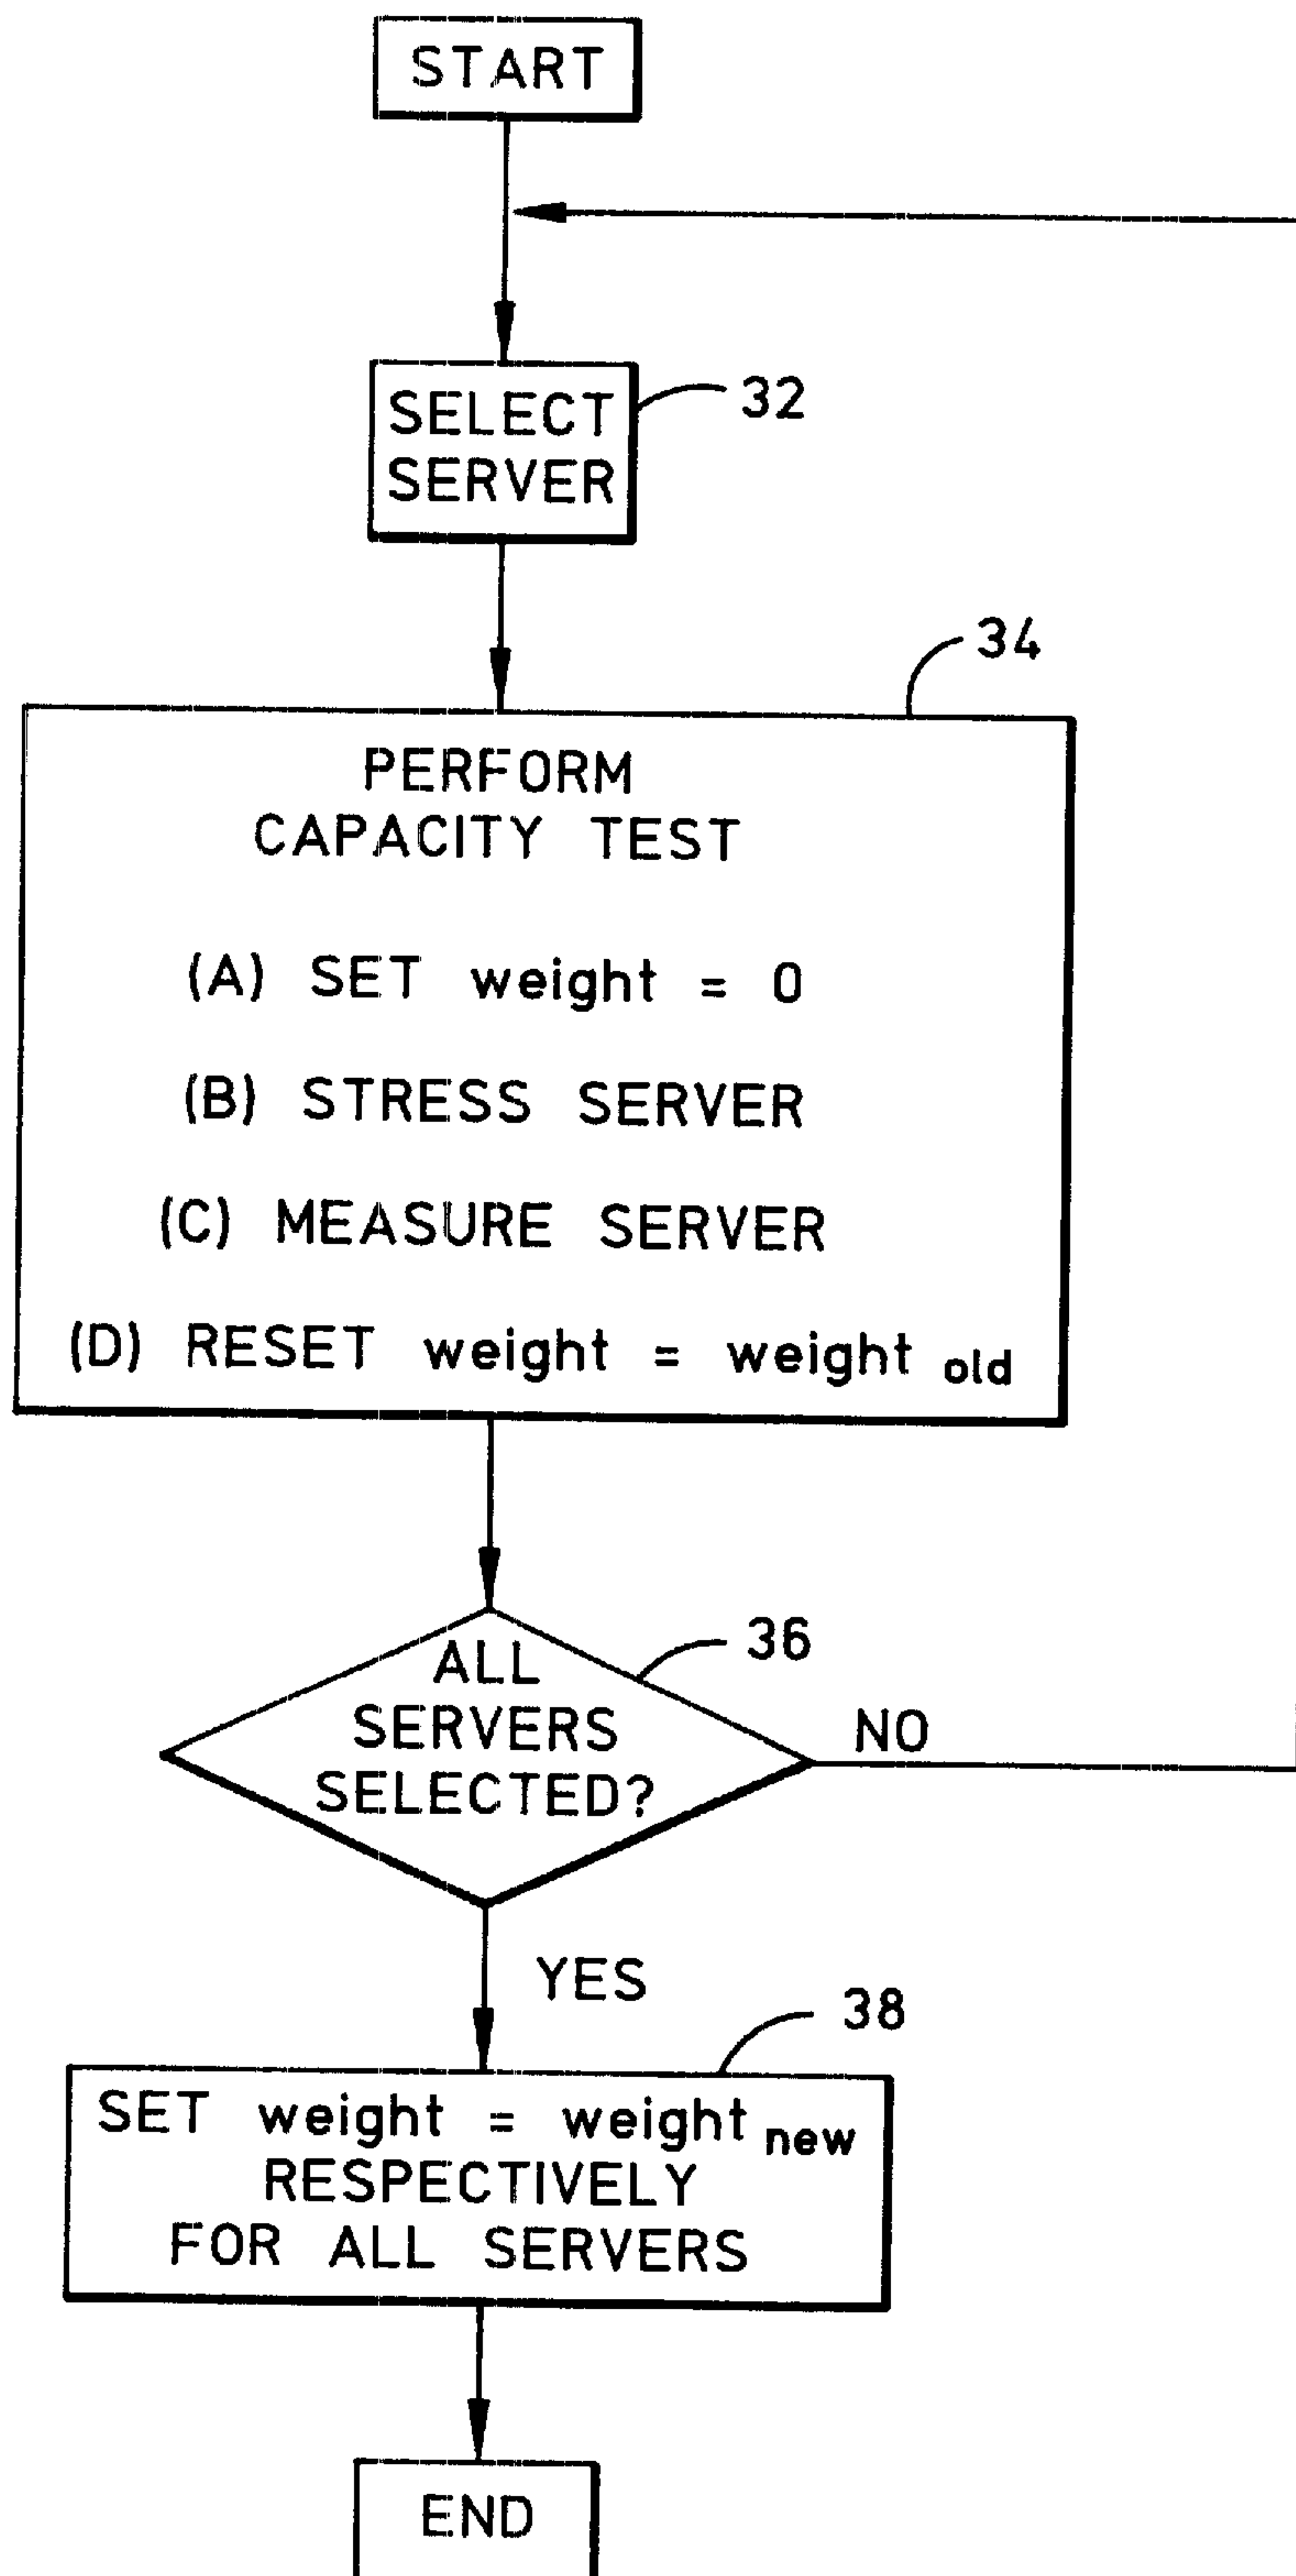 START
SELECT
SERVER
32
34
PERFORM
CAPACITY TEST
(A) SET weight = 0
(B) STRESS SERVER
(C) MEASURE SERVER
(D) RESET weight = weight old
36
ALL
SERVERS
SELECTED?
NO
YES
38
SET weight = weight new
RESPECTIVELY
FOR ALL SERVERS
END